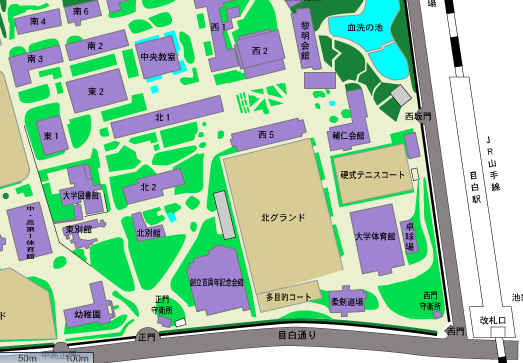 南6
南4
西1
黎明会館
血洗の池
場
南2
西2
南3
中央教室
東2
北1
西坂門
東1
西5
輔仁会館
JR山手線
目白駅
硬式テニスコート
大学図書館
北2
中・高第1体育館
北グランド
東別館
北別館
大学体育館
卓球場
創立百周年記念会館
多目的コート
柔剣道場
正門守衛所
西門守衛所
幼稚園
池
改札口
正門
目白通り
西門
ド
50m
100m